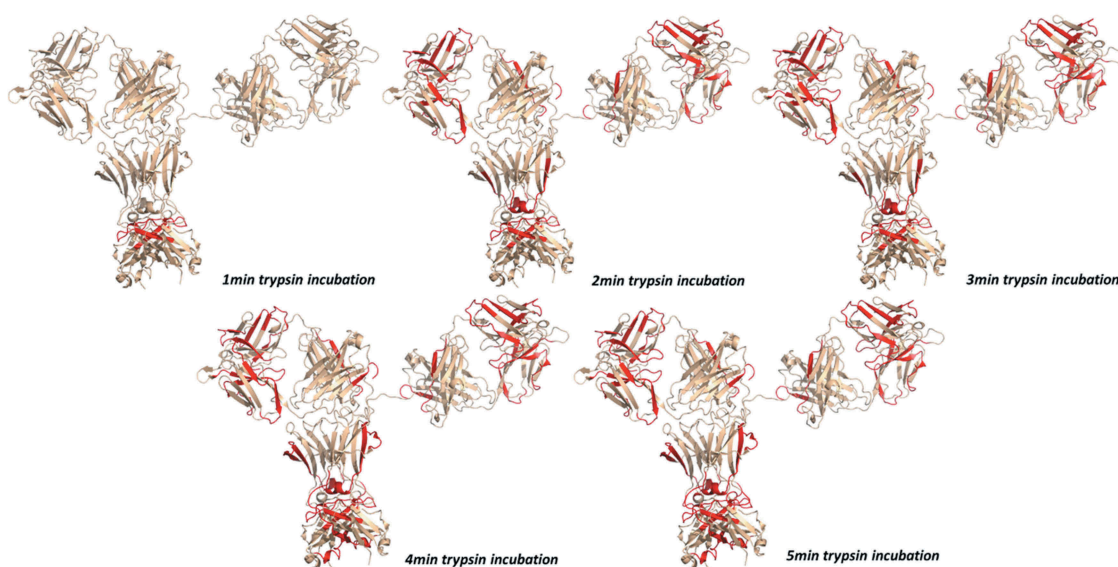 1min trypsin incubation
2min trypsin incubation
3min trypsin incubation
4min trypsin incubation
5min trypsin incubation